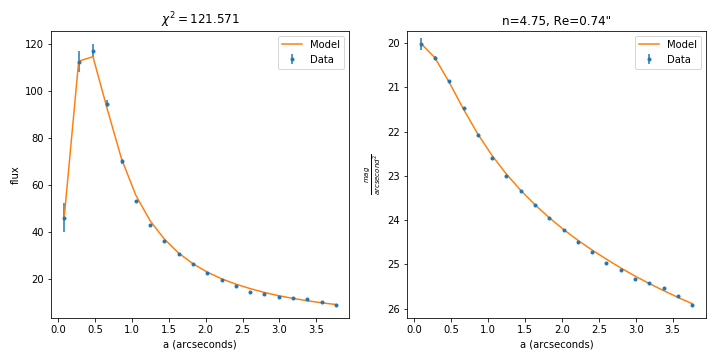 χ² = 121.571
Model
Data
120
100
80
60
40
20
flux
0.0 0.5 1.0 1.5 2.0 2.5 3.0 3.5
a (arcseconds)
n=4.75, Re=0.74"
Model
Data
20
21
22
23
24
25
26
mag
arcsecond²
0.0 0.5 1.0 1.5 2.0 2.5 3.0 3.5
a (arcseconds)